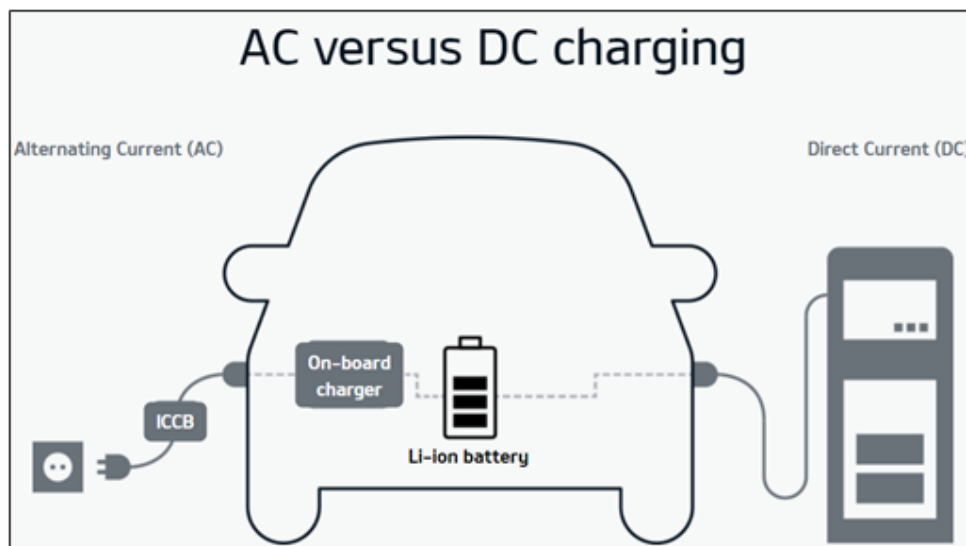 AC versus DC charging
Alternating Current (AC)
Direct Current (DC)
On-board
charger
ICCB
Li-ion battery